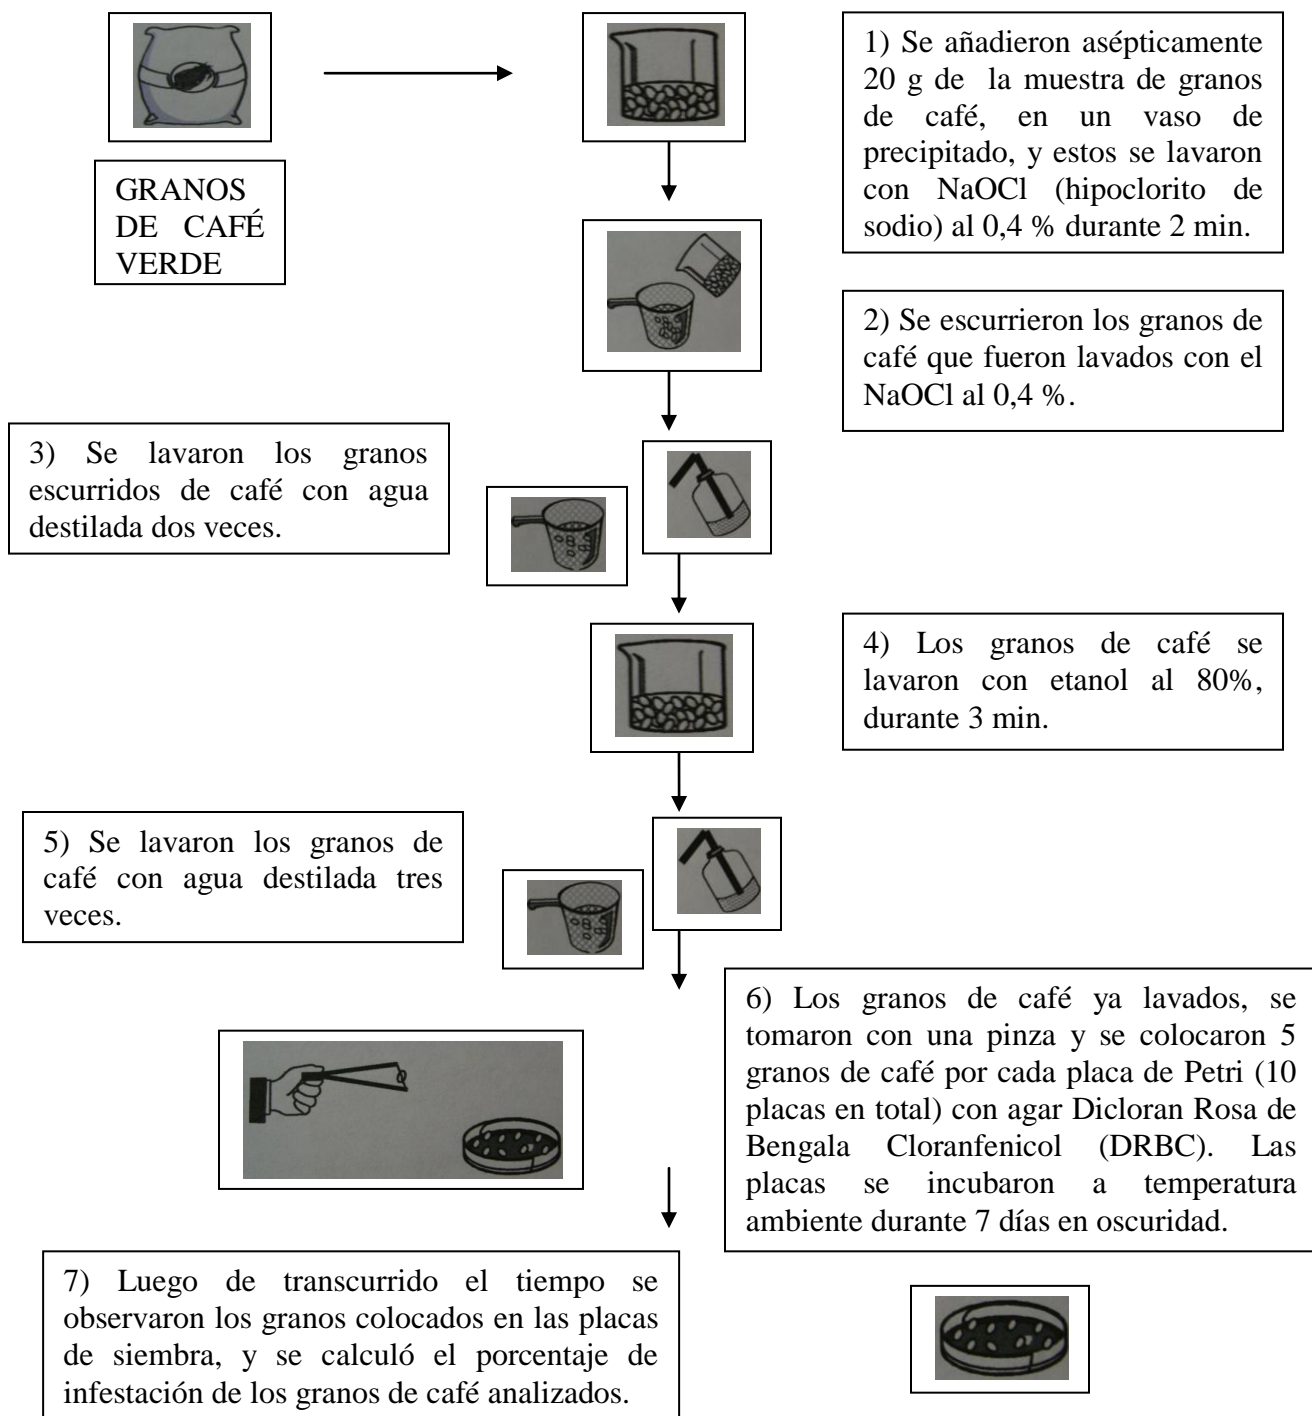 GRANOS
DE CAFÉ
VERDE
1) Se añadieron asépticamente
20 g de la muestra de granos
de café, en un vaso de
precipitado, y estos se lavaron
con NaOCl (hipoclorito de
sodio) al 0,4 % durante 2 min.
2) Se escurrieron los granos de
café que fueron lavados con el
NaOCl al 0,4 %.
3) Se lavaron los granos
escurridos de café con agua
destilada dos veces.
4) Los granos de café se
lavaron con etanol al 80%,
durante 3 min.
5) Se lavaron los granos de
café con agua destilada tres
veces.
6) Los granos de café ya lavados, se
tomaron con una pinza y se colocaron 5
granos de café por cada placa de Petri (10
placas en total) con agar Dicloran Rosa de
Bengala Cloranfenicol (DRBC). Las
placas se incubaron a temperatura
ambiente durante 7 días en oscuridad.
7) Luego de transcurrido el tiempo se
observaron los granos colocados en las placas
de siembra, y se calculó el porcentaje de
infestación de los granos de café analizados.